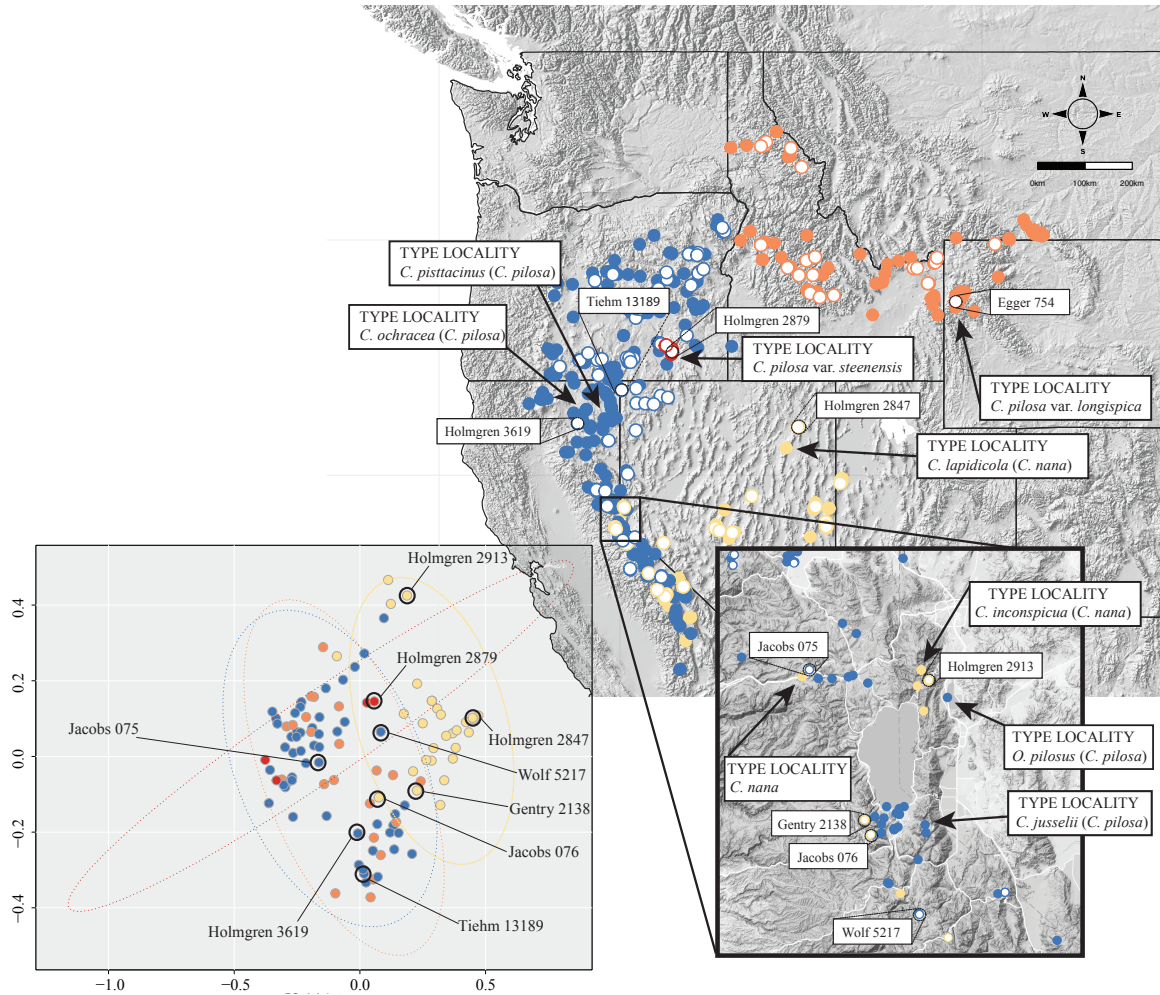 N
W
E
S
0km
100km
200km
TYPE LOCALITY
C. pisttacinus (C. pilosa)
Tiehm 13189
TYPE LOCALITY
C. ochracea (C. pilosa)
Holmgren 2879
Egger 754
TYPE LOCALITY
C. pilosa var. steenensis
TYPE LOCALITY
C. pilosa var. longispica
Holmgren 2847
Holmgren 3619
TYPE LOCALITY
C. lapidicola (C. nana)
Holmgren 2913
0.4
Holmgren 2879
0.2
Jacobs 075
Holmgren 2847
0.0
Wolf 5217
Gentry 2138
−0.2
Jacobs 076
Holmgren 3619
Tiehm 13189
−0.4
−1.0
−0.5
0.0
0.5
TYPE LOCALITY
C. inconspicua (C. nana)
Jacobs 075
Holmgren 2913
TYPE LOCALITY
O. pilosus (C. pilosa)
TYPE LOCALITY
C. nana
TYPE LOCALITY
C. jusselii (C. pilosa)
Gentry 2138
Jacobs 076
Wolf 5217